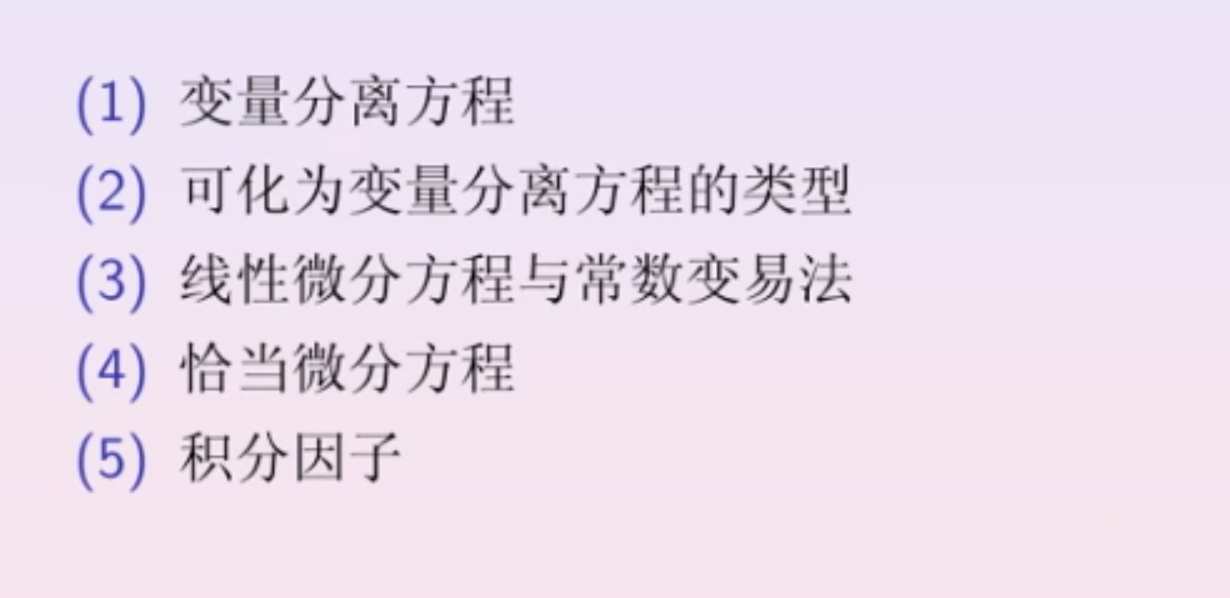 (1) 变量分离方程
(2) 可化为变量分离方程的类型
(3) 线性微分方程与常数变易法
(4) 恰当微分方程
(5) 积分因子